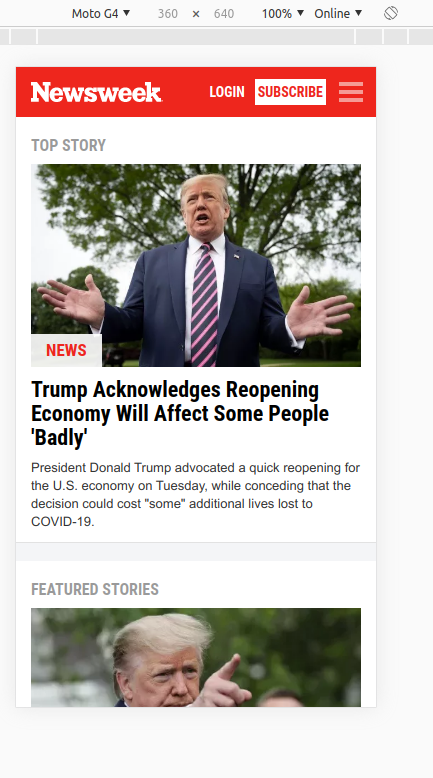 Moto G4 ▼ 360 × 640 100% ▼ Online ▼
Newsweek
LOGIN
SUBSCRIBE
TOP STORY
NEWS
Trump Acknowledges Reopening
Economy Will Affect Some People
'Badly'
President Donald Trump advocated a quick reopening for
the U.S. economy on Tuesday, while conceding that the
decision could cost "some" additional lives lost to
COVID-19.
FEATURED STORIES